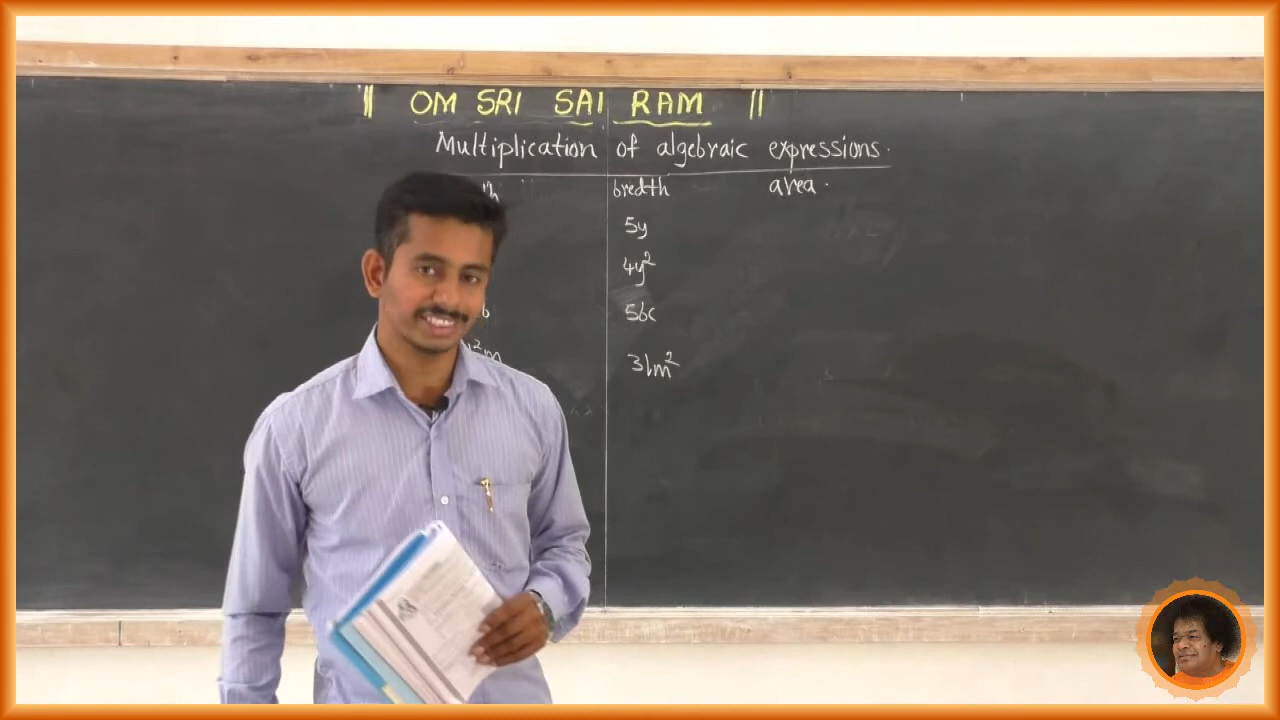 || OM SRI SAI RAM ||
Multiplication of algebraic expressions.
bredth area.
5y
4y²
5bc
3lm²